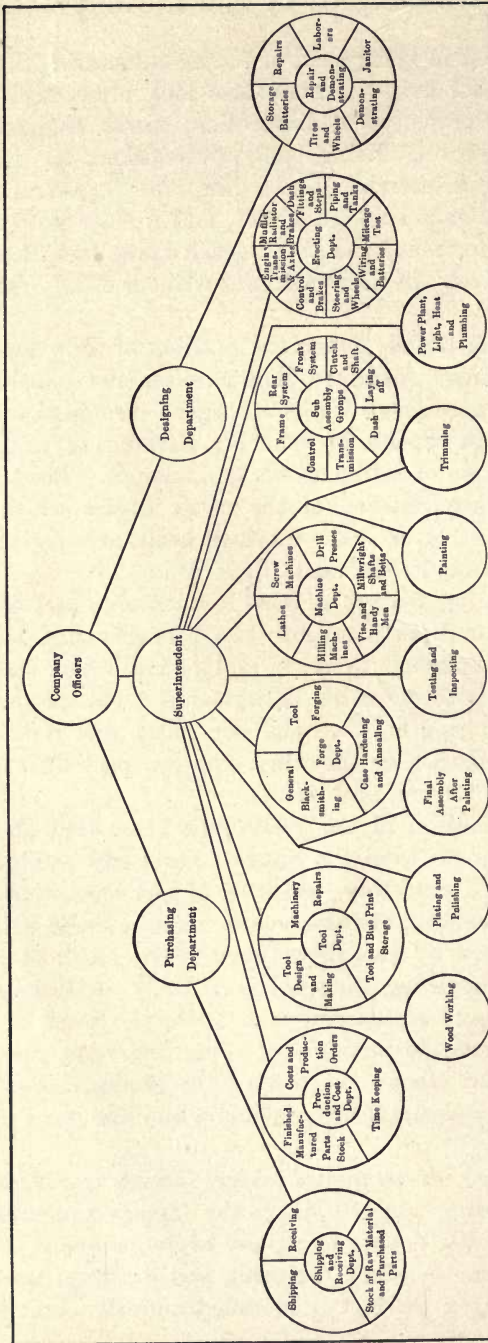 Company
Officers
Purchasing
Department
Designing
Department
Superintendent
Shipping
Receiving
Shipping
and
Receiving
Dept.
Stock of Raw Material
and Purchased
Parts
Finished
Manufac-
tured
Parts
Stock
Costs and
Produc-
tion
Orders
Pro-
duction
and Cost
Dept.
Time Keeping
Tool
Design
and
Making
Machinery
Repairs
Tool
Dept.
Tool and Blue Print
Storage
General
Black-
smith-
ing
Tool
Forging
Forge
Dept.
Case Hardening
and Annealing
Lathes
Screw
Machines
Drill
Presses
Milling
Mach-
ines
Machine
Dept.
Vise and
Handy
Men
Millwright
Shafts
and Belts
Frame
Rear
System
Front
System
Clutch
and
Shaft
Control
Sub
Assembly
Groups
Trans-
mission
Dash
Laying
off
Engin
Trans-
mission
& Axles
Muffler
Radiator
and
Brakes
Dash
Fittings
and
Steps
Control
and
Brakes
Erecting
Dept.
Piping
and
Tanks
Steering
and
Wheels
Wiring
and
Batteries
Mileage
Test
Storage
Batteries
Repairs
Labor-
ers
Tires
and
Wheels
Repair
and
Demon-
strating
Demon-
strating
Janitor
Wood Working
Plating and
Polishing
Final
Assembly
After
Painting
Testing and
Inspecting
Painting
Trimming
Power Plant,
Light, Heat
and
Plumbing